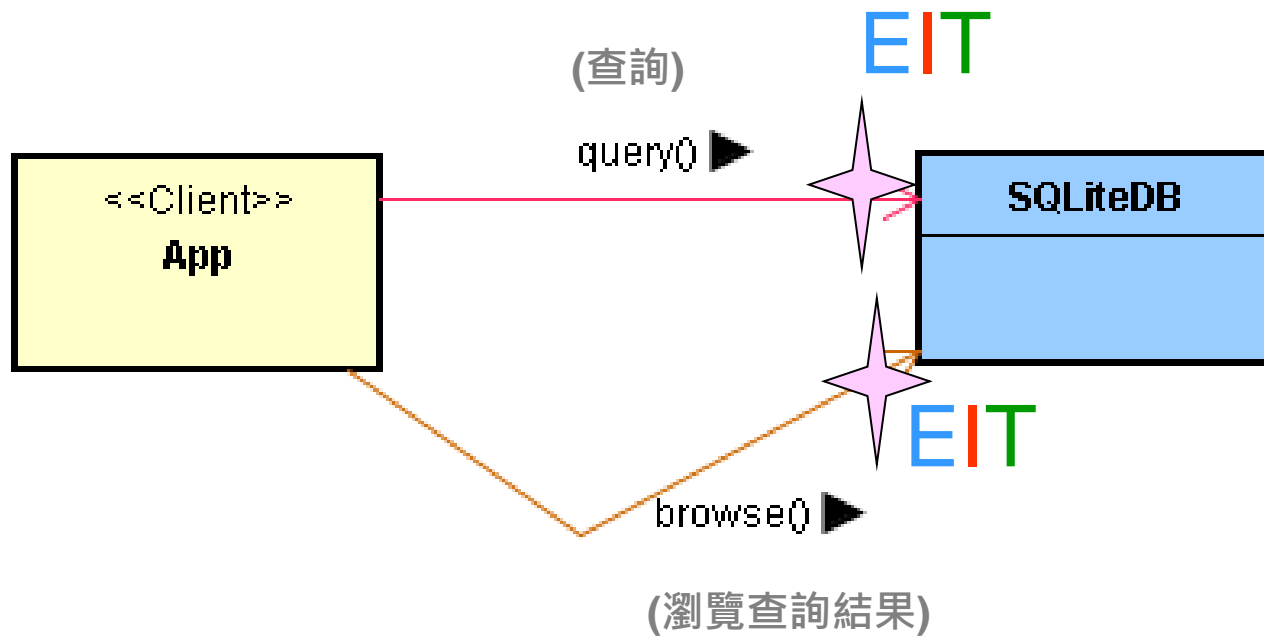 EIT
(查詢)
query()
<<Client>>
App
SQLiteDB
EIT
browse()
(瀏覽查詢結果)